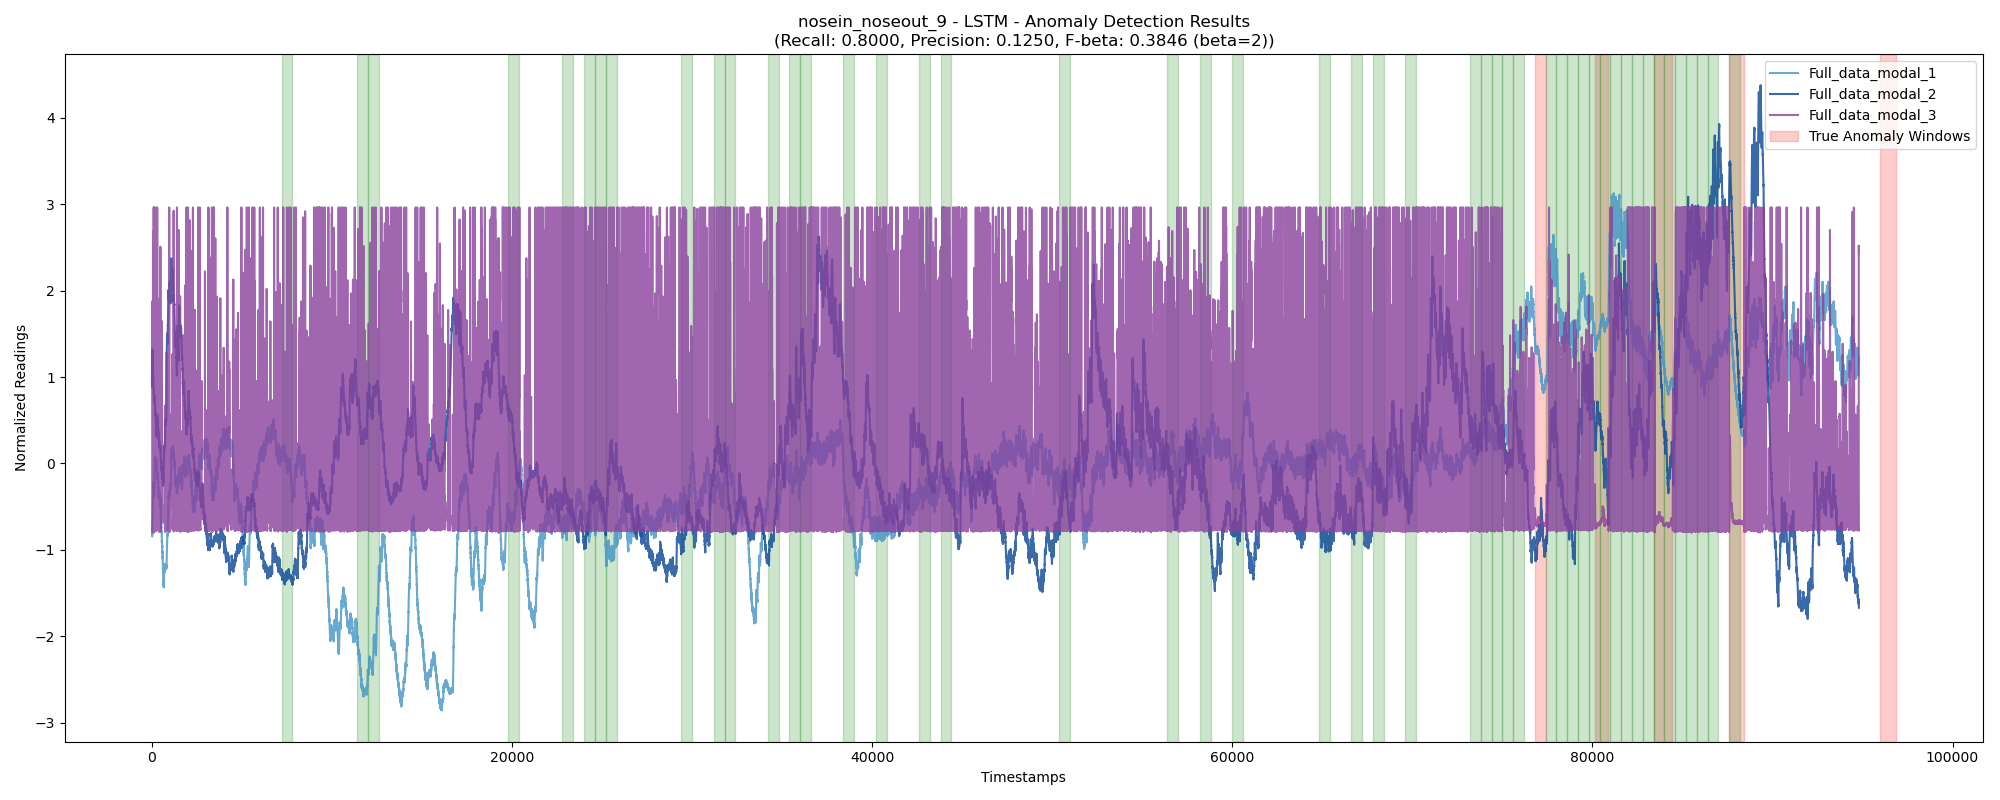 nosein_noseout_9 - LSTM - Anomaly Detection Results
(Recall: 0.8000, Precision: 0.1250, F-beta: 0.3846 (beta=2))
Normalized Readings
4
3
2
1
0
−1
−2
−3
Full_data_modal_1
Full_data_modal_2
Full_data_modal_3
True Anomaly Windows
0
20000
40000
60000
80000
100000
Timestamps